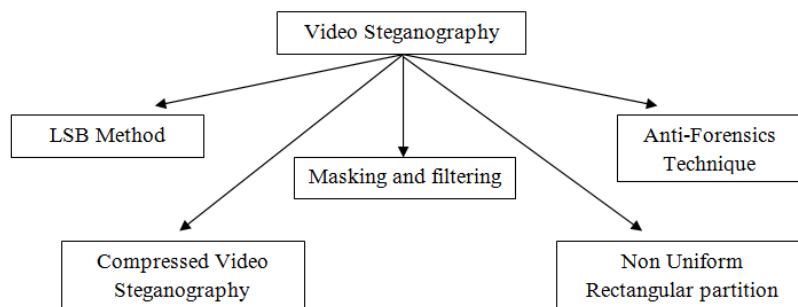 Video Steganography
LSB Method
Anti-Forensics
Technique
Masking and filtering
Compressed Video
Steganography
Non Uniform
Rectangular partition